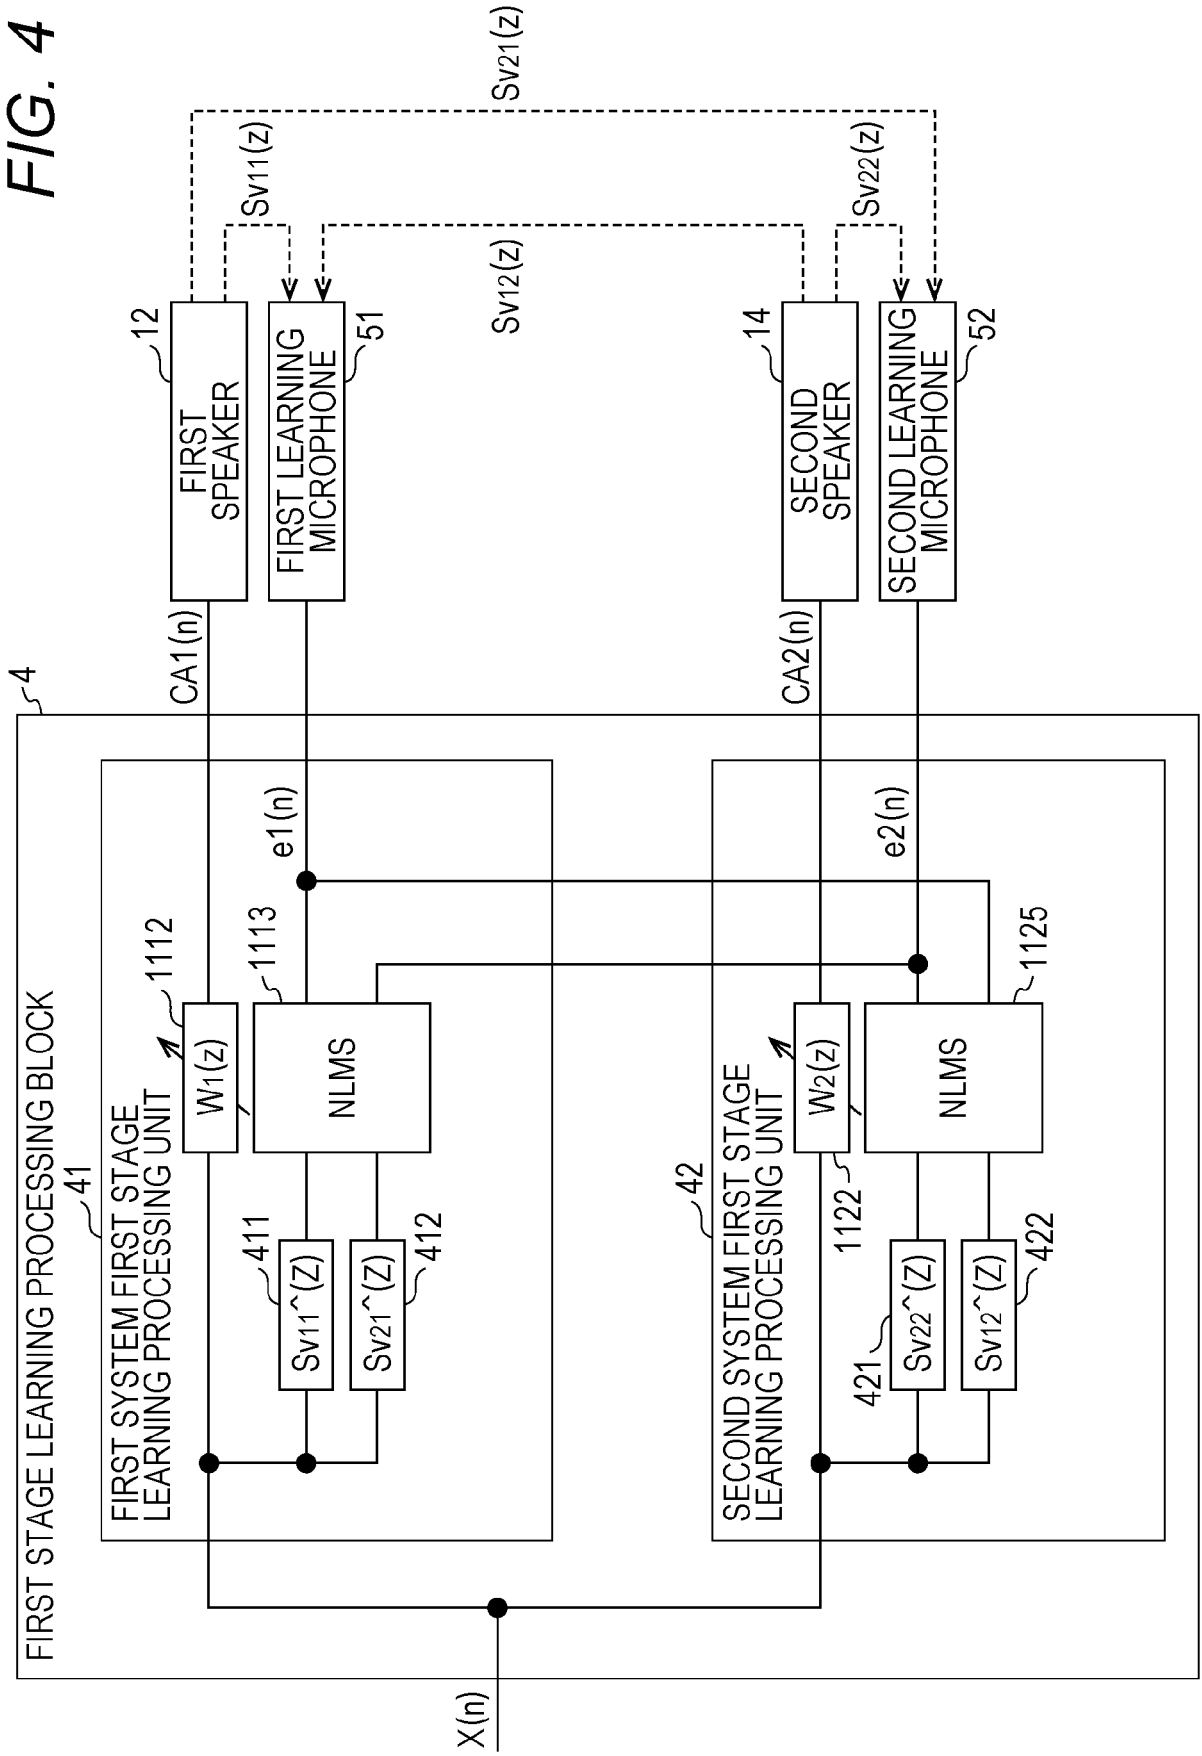 FIG. 4
FIRST STAGE LEARNING PROCESSING BLOCK
4
X(n)
41
FIRST SYSTEM FIRST STAGE
LEARNING PROCESSING UNIT
W1(z)
1112
CA1(n)
FIRST
SPEAKER
12
Sv11(z)
Sv21(z)
411
Sv11^(Z)
Sv21^(Z)
412
NLMS
1113
e1(n)
FIRST LEARNING
MICROPHONE
51
Sv12(z)
42
SECOND SYSTEM FIRST STAGE
LEARNING PROCESSING UNIT
W2(z)
1122
CA2(n)
SECOND
SPEAKER
14
Sv22(z)
421
Sv22^(Z)
Sv12^(Z)
422
NLMS
1125
e2(n)
SECOND LEARNING
MICROPHONE
52